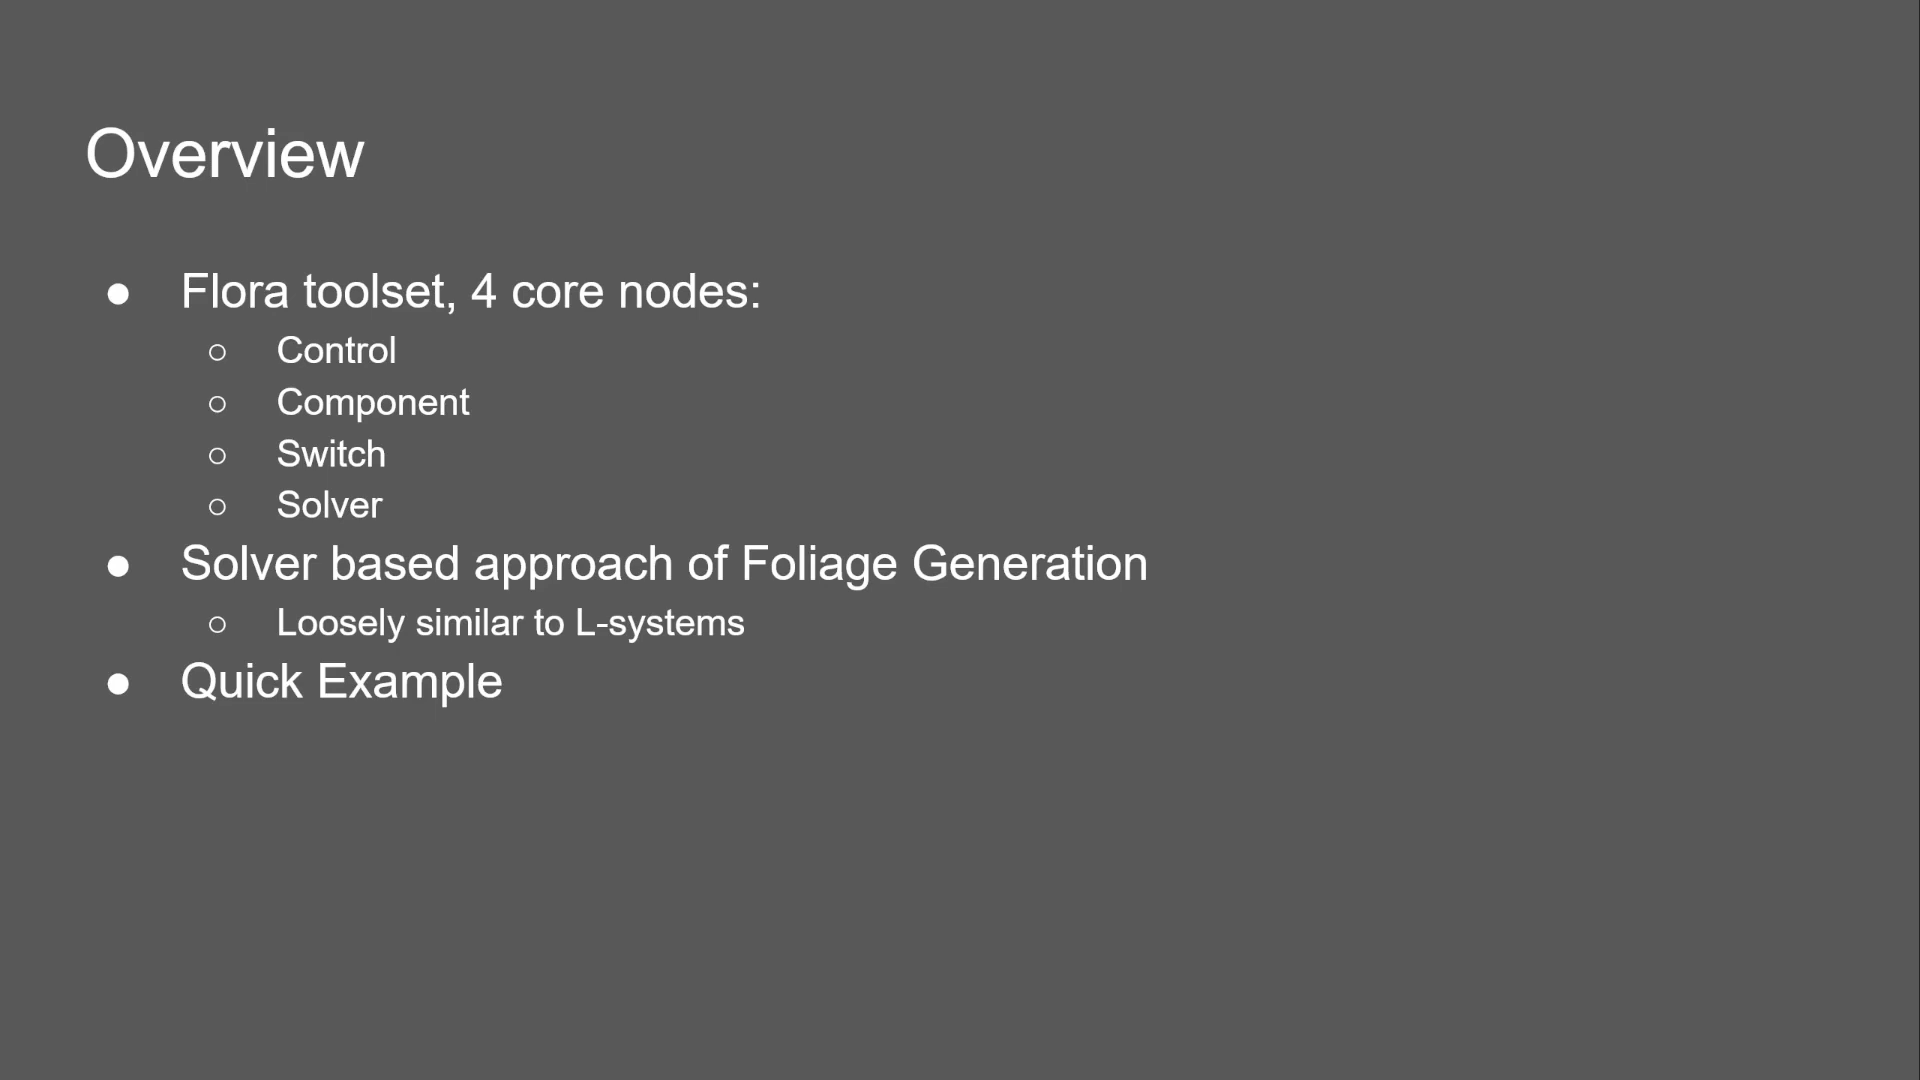 Overview
● Flora toolset, 4 core nodes:
○ Control
○ Component
○ Switch
○ Solver
● Solver based approach of Foliage Generation
○ Loosely similar to L-systems
● Quick Example